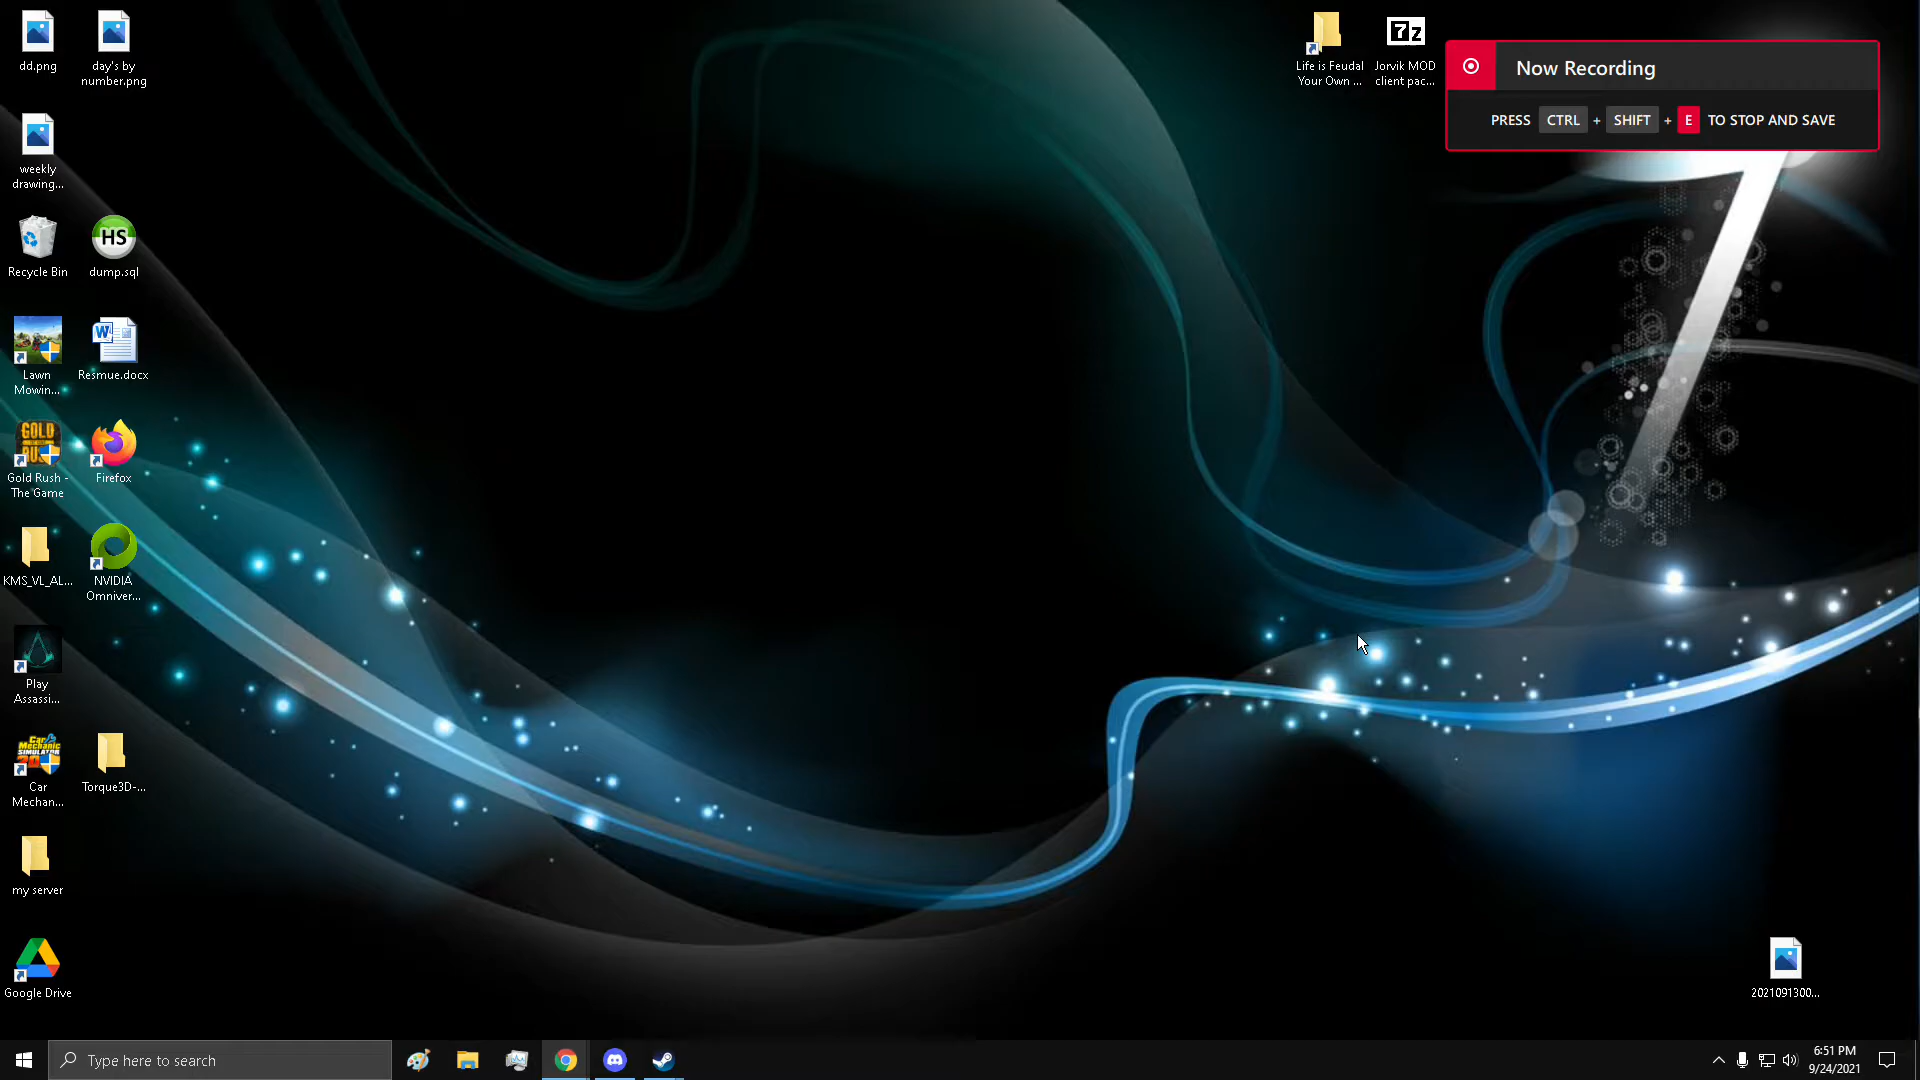 dd.png
day's by
number.png
Life is Feudal
Your Own ...
7z
Jorvik MOD
client pac...
Now Recording
PRESS CTRL + SHIFT + E TO STOP AND SAVE
weekly
drawing...
Recycle Bin
HS
dump.sql
Lawn
Mowin...
W
Resmue.docx
GOLD
Gold Rush -
The Game
Firefox
KMS_VL_AL...
NVIDIA
Omniver...
Play
Assassi...
Car
Mechan...
Torque3D-...
my server
Google Drive
2021091300...
Type here to search
6:51 PM
9/24/2021